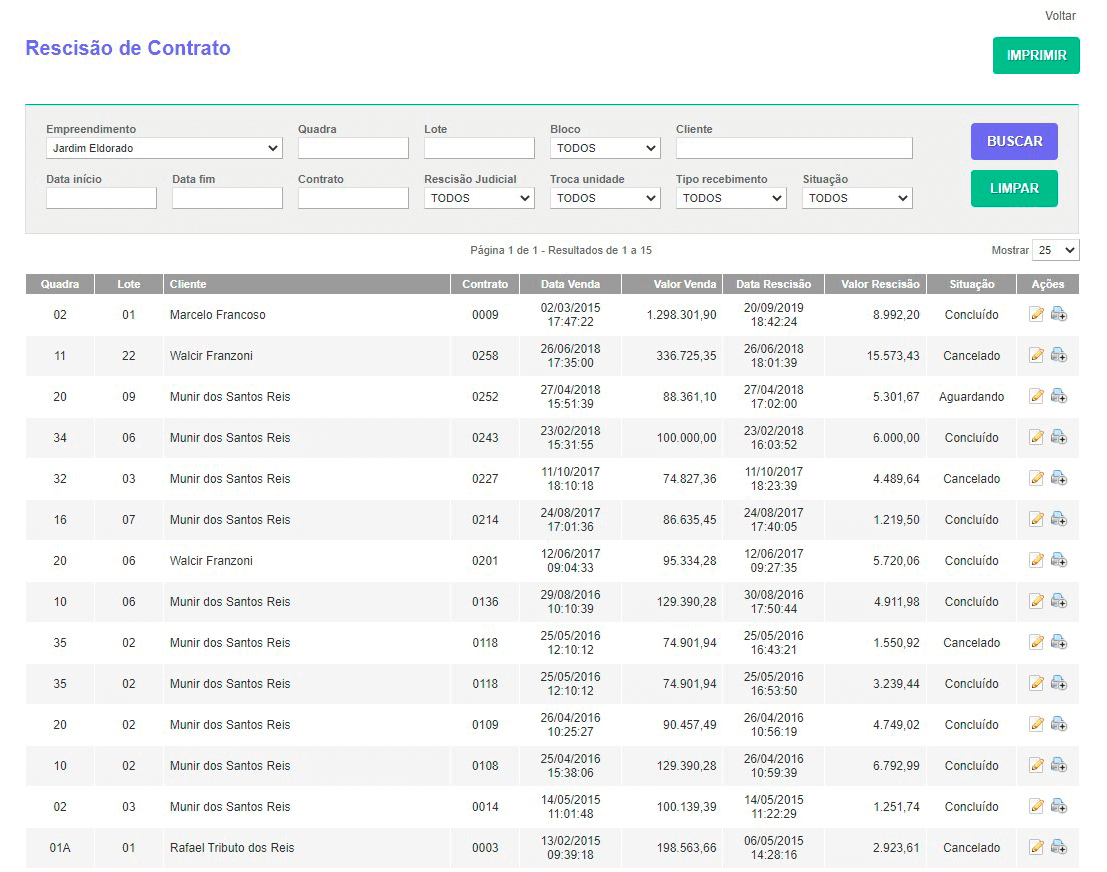 Voltar
Rescisão de Contrato
IMPRIMIR
Empreendimento Quadra Lote Bloco Cliente
Jardim Eldorado TODOS
BUSCAR
Data início Data fim Contrato Rescisão Judicial Troca unidade Tipo recebimento Situação
TODOS TODOS TODOS TODOS
LIMPAR
Página 1 de 1 - Resultados de 1 a 15 Mostrar 25
Quadra Lote Cliente Contrato Data Venda Valor Venda Data Rescisão Valor Rescisão Situação Ações
02 01 Marcelo Francoso 0009 02/03/2015 17:47:22 1.298.301,90 20/09/2019 18:42:24 8.992,20 Concluído
11 22 Walcir Franzoni 0258 26/06/2018 17:35:00 336.725,35 26/06/2018 18:01:39 15.573,43 Cancelado
20 09 Munir dos Santos Reis 0252 27/04/2018 15:51:39 88.361,10 27/04/2018 17:02:00 5.301,67 Aguardando
34 06 Munir dos Santos Reis 0243 23/02/2018 15:31:55 100.000,00 23/02/2018 16:03:52 6.000,00 Concluído
32 03 Munir dos Santos Reis 0227 11/10/2017 18:10:18 74.827,36 11/10/2017 18:23:39 4.489,64 Cancelado
16 07 Munir dos Santos Reis 0214 24/08/2017 17:01:36 86.635,45 24/08/2017 17:40:05 1.219,50 Concluído
20 06 Walcir Franzoni 0201 12/06/2017 09:04:33 95.334,28 12/06/2017 09:27:35 5.720,06 Concluído
10 06 Munir dos Santos Reis 0136 29/08/2016 10:10:39 129.390,28 30/08/2016 17:50:44 4.911,98 Concluído
35 02 Munir dos Santos Reis 0118 25/05/2016 12:10:12 74.901,94 25/05/2016 16:43:21 1.550,92 Cancelado
35 02 Munir dos Santos Reis 0118 25/05/2016 12:10:12 74.901,94 25/05/2016 16:53:50 3.239,44 Concluído
20 02 Munir dos Santos Reis 0109 26/04/2016 10:25:27 90.457,49 26/04/2016 10:56:19 4.749,02 Concluído
10 02 Munir dos Santos Reis 0108 25/04/2016 15:38:06 129.390,28 26/04/2016 10:59:39 6.792,99 Concluído
02 03 Munir dos Santos Reis 0014 14/05/2015 11:01:48 100.139,39 14/05/2015 11:22:29 1.251,74 Concluído
01A 01 Rafael Tributo dos Reis 0003 13/02/2015 09:39:18 198.563,66 06/05/2015 14:28:16 2.923,61 Cancelado